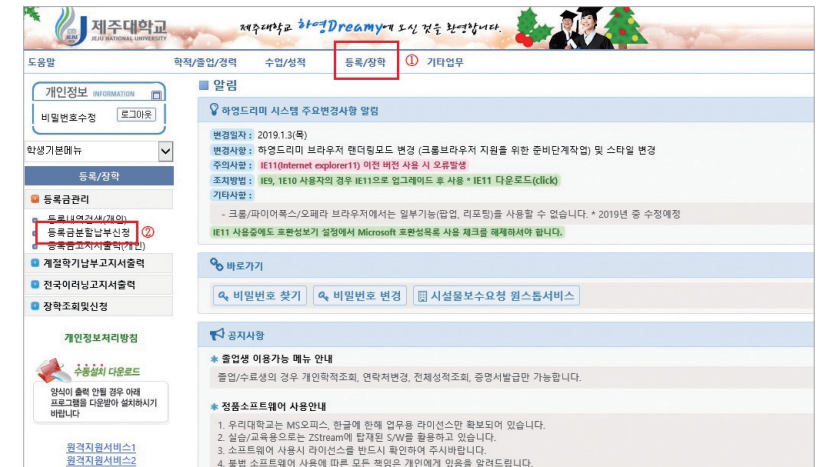 제주대학교
JEJU NATIONAL UNIVERSITY
제주대학교 하영Dreamy에 오신 것을 환영합니다.
도움말
학적/졸업/경력 수업/성적 등록/장학 ① 기타업무
개인정보 INFORMATION
비밀번호수정 로그아웃
학생기본메뉴
등록/장학
등록금관리
등록내역검색(개인)
등록금분할납부신청 ②
등록금고지서출력(개인)
계절학기납부고지서출력
전국이러닝고지서출력
장학조회및신청
개인정보처리방침
수동설치 다운로드
양식이 출력 안될 경우 아래
프로그램을 다운받아 설치하시기
바랍니다
원격지원서비스1
원격지원서비스2
알림
하영드리미 시스템 주요변경사항 알림
변경일자 : 2019.1.3(목)
변경사항 : 하영드리미 브라우저 랜더링모드 변경 (크롬브라우저 지원을 위한 준비단계작업) 및 스타일 변경
주의사항 : IE11(Internet explorer11) 이전 버전 사용 시 오류발생
조치방법 : IE9, 1E10 사용자의 경우 IE11으로 업그레이드 후 사용 * IE11 다운로드(click)
기타사항 :
- 크롬/파이어폭스/오페라 브라우저에서는 일부기능(팝업, 리포팅)을 사용할 수 없습니다. * 2019년 중 수정예정
IE11 사용중에도 호환성보기 설정에서 Microsoft 호환성목록 사용 체크를 해제하셔야 합니다.
바로가기
비밀번호 찾기 비밀번호 변경 시설물보수요청 원스톱서비스
공지사항
* 졸업생 이용가능 메뉴 안내
졸업/수료생의 경우 개인학적조회, 연락처변경, 전체성적조회, 증명서발급만 가능합니다.
* 정품소프트웨어 사용안내
1. 우리대학교는 MS오피스, 한글에 한해 업무용 라이선스만 확보되어 있습니다.
2. 실습/교육용으로는 ZStream에 탑재된 S/W를 활용하고 있습니다.
3. 소프트웨어 사용시 라이선스를 반드시 확인하여 주시바랍니다.
4. 불법 소프트웨어 사용에 따른 모든 책임은 개인에게 있음을 알려드립니다.